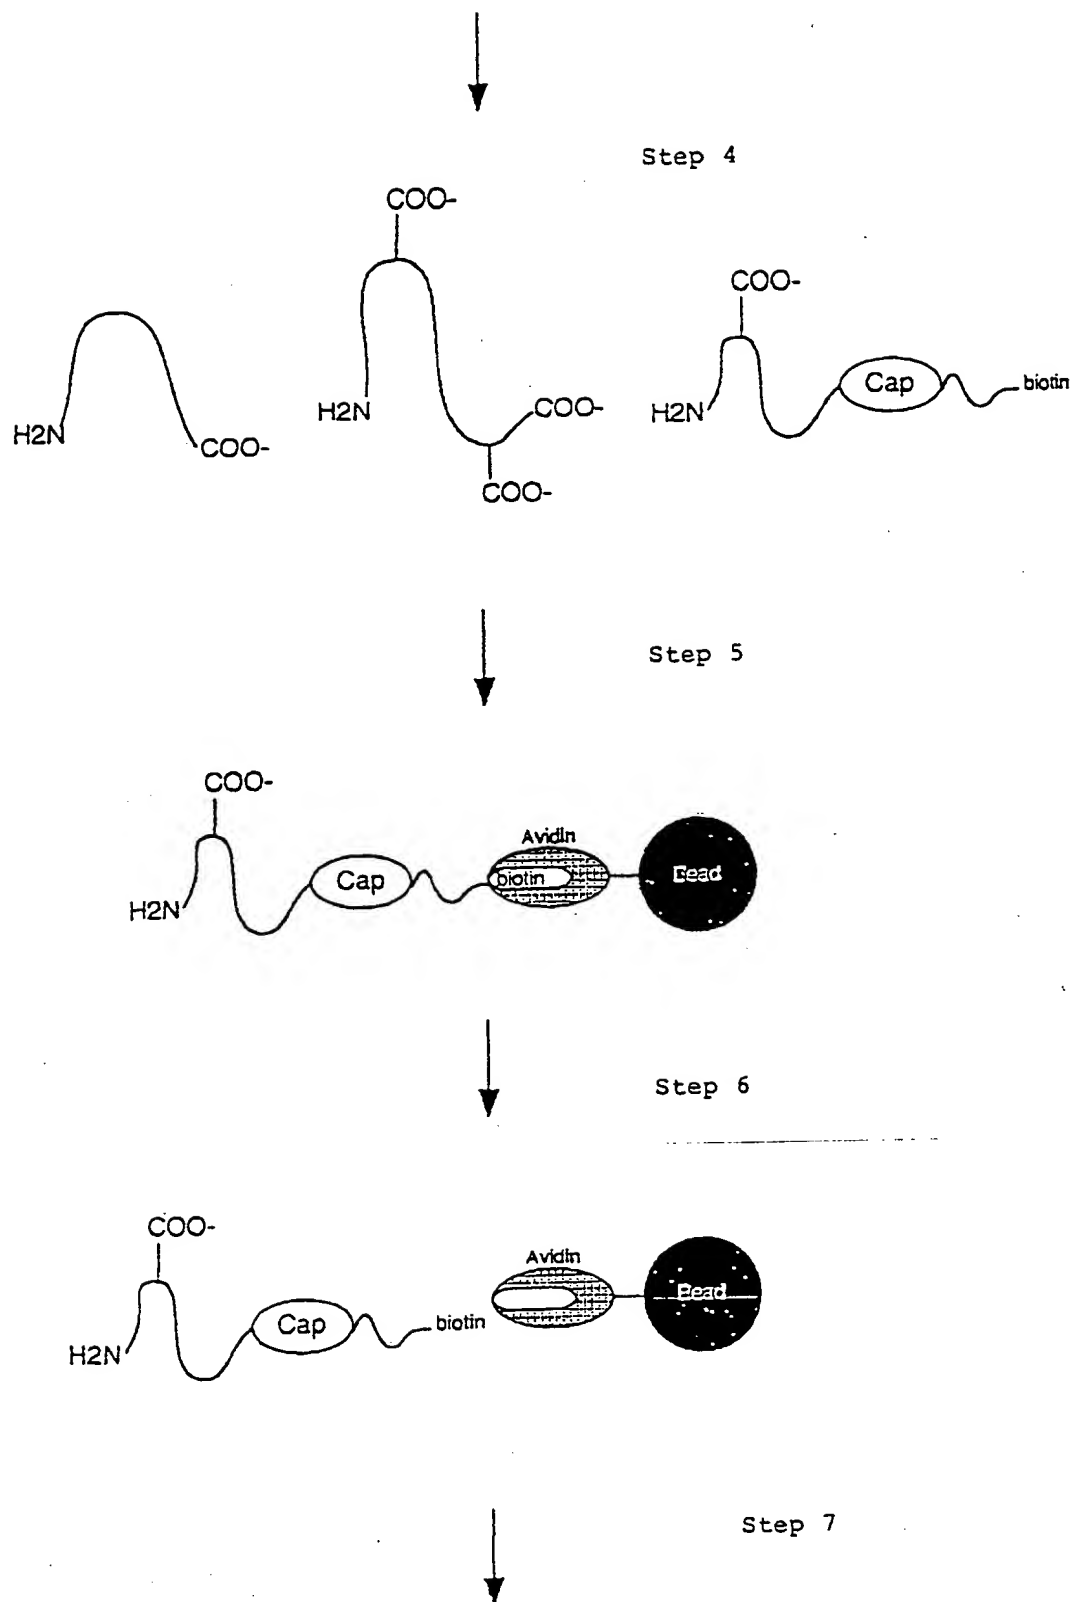 Step 4
COO-
COO-
H2N
COO-
H2N
COO-
COO-
H2N
Cap
biotin
Step 5
COO-
H2N
Cap
Avidin
biotin
Bead
Step 6
COO-
H2N
Cap
biotin
Avidin
Bead
Step 7